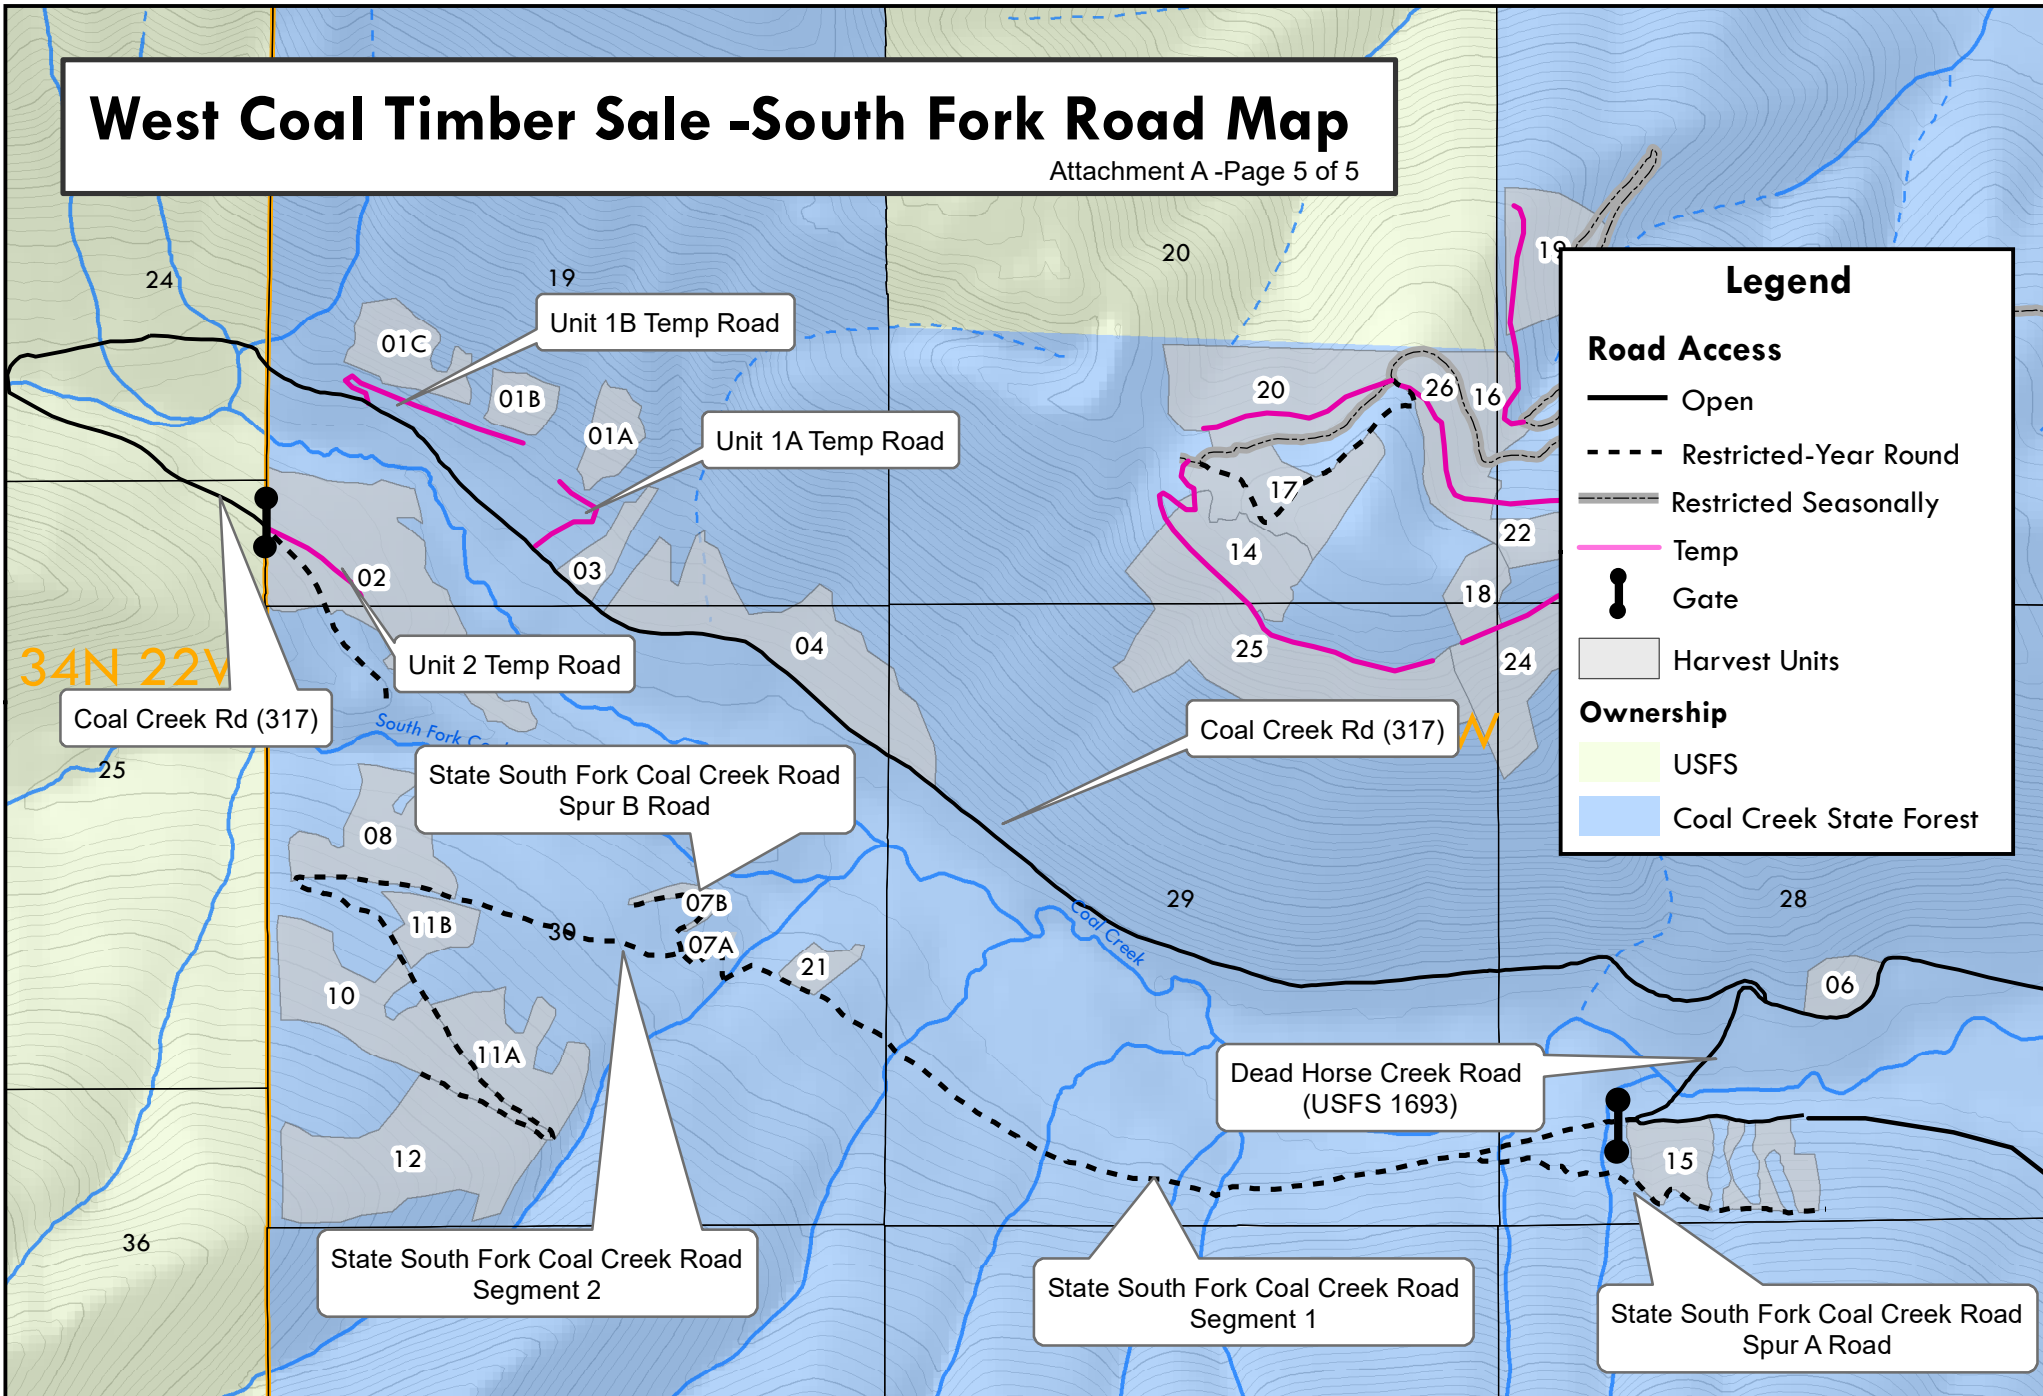 West Coal Timber Sale -South Fork Road Map
Attachment A -Page 5 of 5
24
19
20
19
Legend
Road Access
Open
Restricted-Year Round
Restricted Seasonally
Temp
Gate
Harvest Units
Ownership
USFS
Coal Creek State Forest
Unit 1B Temp Road
01C
01B
01A
Unit 1A Temp Road
20
26
16
17
14
22
18
24
25
02
03
04
Unit 2 Temp Road
34N 22
Coal Creek Rd (317)
South Fork
Coal Creek Rd (317)
25
State South Fork Coal Creek Road
Spur B Road
08
07B
11B
30
07A
21
29
Coal Creek
28
06
10
11A
12
Dead Horse Creek Road
(USFS 1693)
15
36
State South Fork Coal Creek Road
Segment 2
State South Fork Coal Creek Road
Segment 1
State South Fork Coal Creek Road
Spur A Road